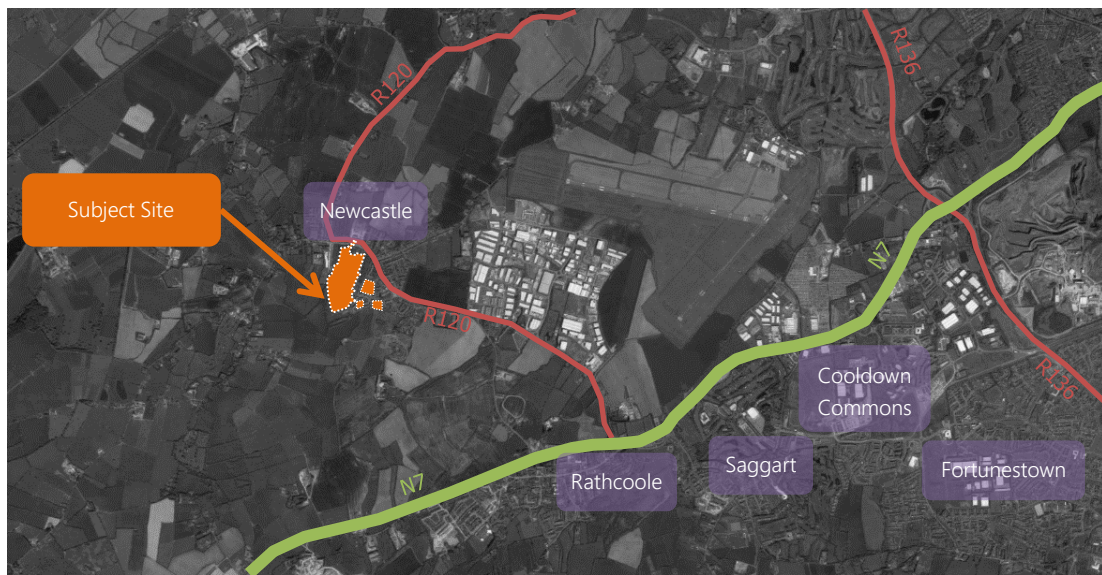 R120
R136
Subject Site
Newcastle
N7
R120
Cooldown
Commons
R136
Saggart
Fortunestown
Rathcoole
N7